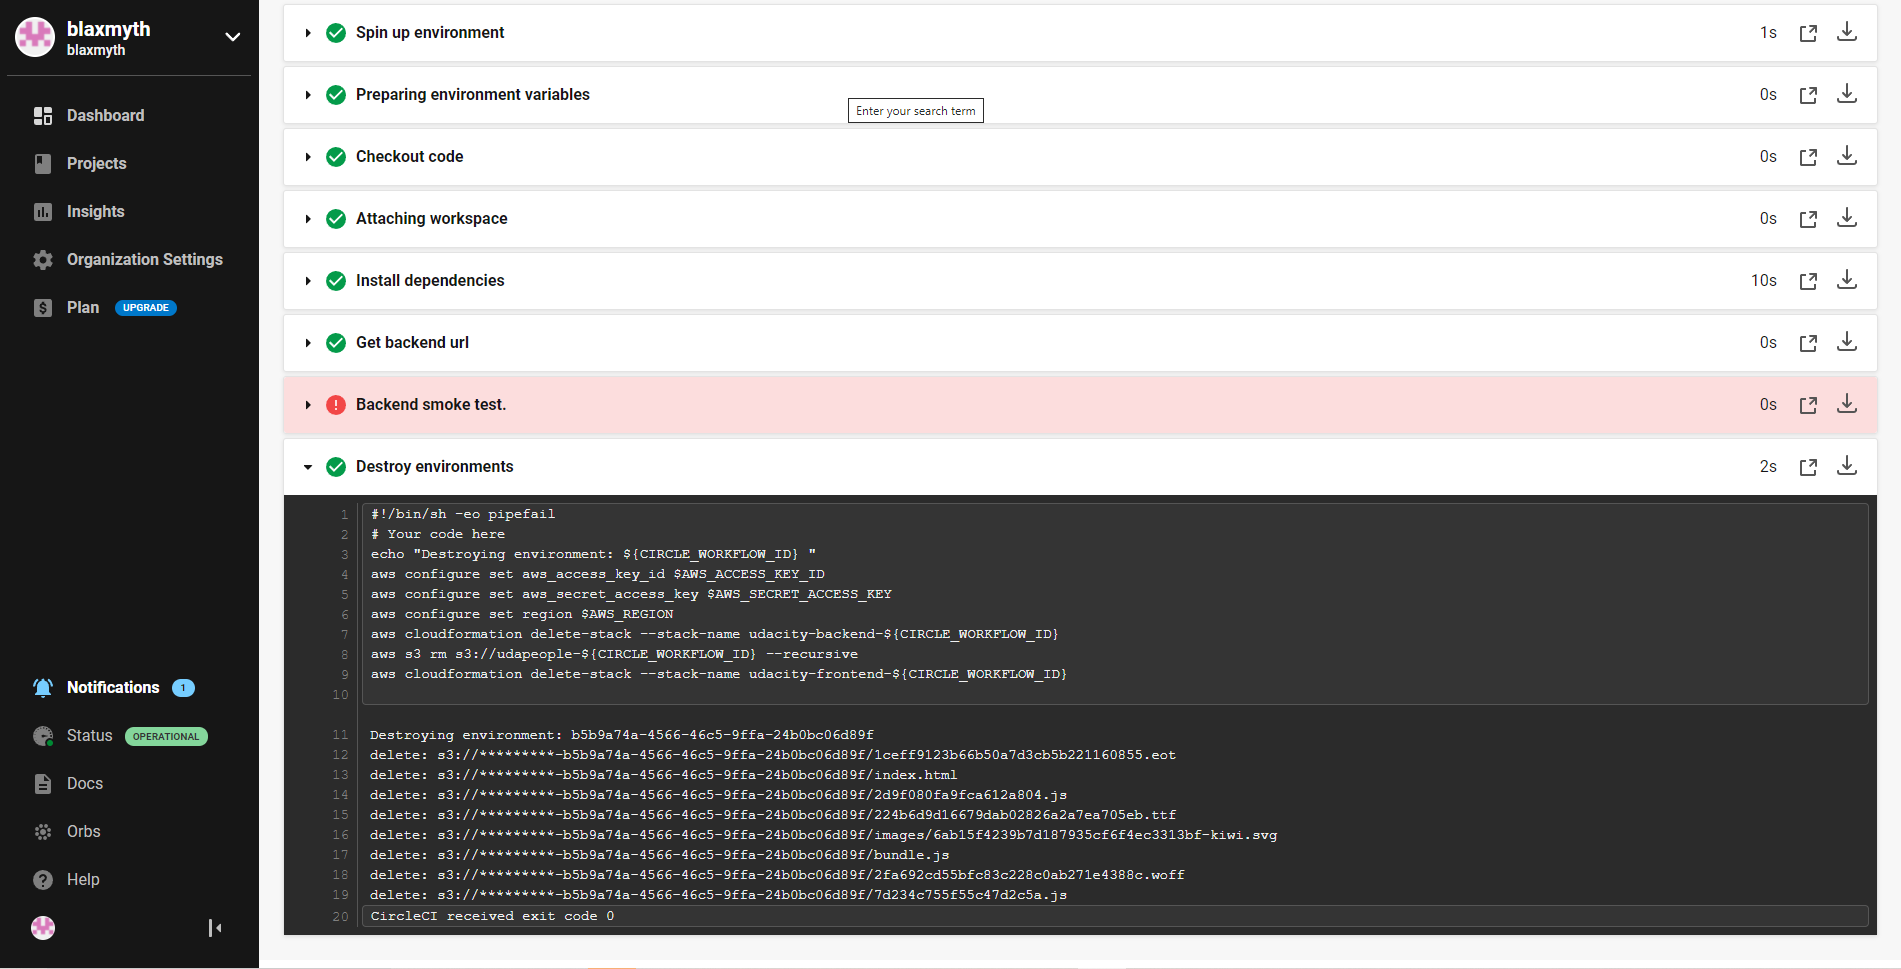 blaxmyth
blaxmyth
Dashboard
Projects
Insights
Organization Settings
Plan UPGRADE
Notifications 1
Status OPERATIONAL
Docs
Orbs
Help
Spin up environment 1s
Preparing environment variables 0s
Enter your search term
Checkout code 0s
Attaching workspace 0s
Install dependencies 10s
Get backend url 0s
Backend smoke test. 0s
Destroy environments 2s
1 #!/bin/sh -eo pipefail
2 # Your code here
3 echo "Destroying environment: ${CIRCLE_WORKFLOW_ID} "
4 aws configure set aws_access_key_id $AWS_ACCESS_KEY_ID
5 aws configure set aws_secret_access_key $AWS_SECRET_ACCESS_KEY
6 aws configure set region $AWS_REGION
7 aws cloudformation delete-stack --stack-name udacity-backend-${CIRCLE_WORKFLOW_ID}
8 aws s3 rm s3://udapeople-${CIRCLE_WORKFLOW_ID} --recursive
9 aws cloudformation delete-stack --stack-name udacity-frontend-${CIRCLE_WORKFLOW_ID}
10
11 Destroying environment: b5b9a74a-4566-46c5-9ffa-24b0bc06d89f
12 delete: s3://*********-b5b9a74a-4566-46c5-9ffa-24b0bc06d89f/1ceff9123b66b50a7d3cb5b221160855.eot
13 delete: s3://*********-b5b9a74a-4566-46c5-9ffa-24b0bc06d89f/index.html
14 delete: s3://*********-b5b9a74a-4566-46c5-9ffa-24b0bc06d89f/2d9f080fa9fca612a804.js
15 delete: s3://*********-b5b9a74a-4566-46c5-9ffa-24b0bc06d89f/224b6d9d16679dab02826a2a7ea705eb.ttf
16 delete: s3://*********-b5b9a74a-4566-46c5-9ffa-24b0bc06d89f/images/6ab15f4239b7d187935cf6f4ec3313bf-kiwi.svg
17 delete: s3://*********-b5b9a74a-4566-46c5-9ffa-24b0bc06d89f/bundle.js
18 delete: s3://*********-b5b9a74a-4566-46c5-9ffa-24b0bc06d89f/2fa692cd55bfc83c228c0ab271e4388c.woff
19 delete: s3://*********-b5b9a74a-4566-46c5-9ffa-24b0bc06d89f/7d234c755f55c47d2c5a.js
20 CircleCI received exit code 0